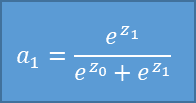 a₁ = e^{z₁} / (e^{z₀} + e^{z₁})